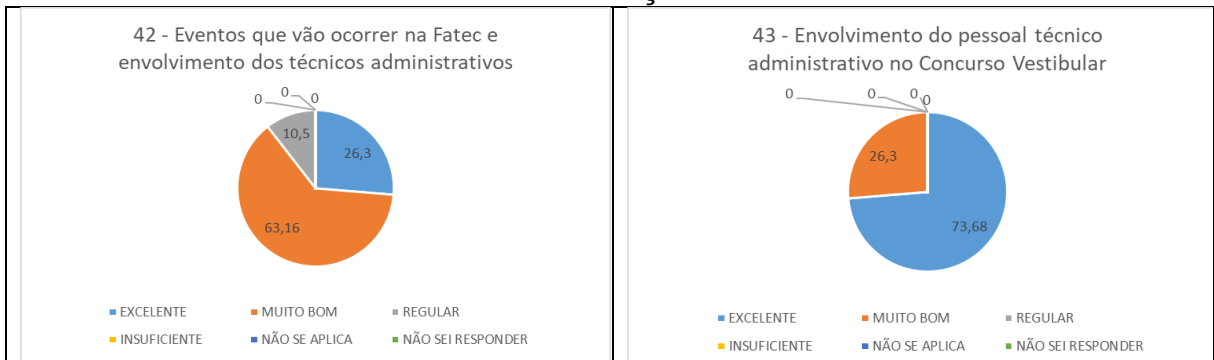 42 - Eventos que vão ocorrer na Fatec e
envolvimento dos técnicos administrativos
0
0
0
10,5
26,3
63,16
EXCELENTE MUITO BOM REGULAR
INSUFICIENTE NÃO SE APLICA NÃO SEI RESPONDER
43 - Envolvimento do pessoal técnico
administrativo no Concurso Vestibular
0
0
0
0
26,3
73,68
EXCELENTE MUITO BOM REGULAR
INSUFICIENTE NÃO SE APLICA NÃO SEI RESPONDER